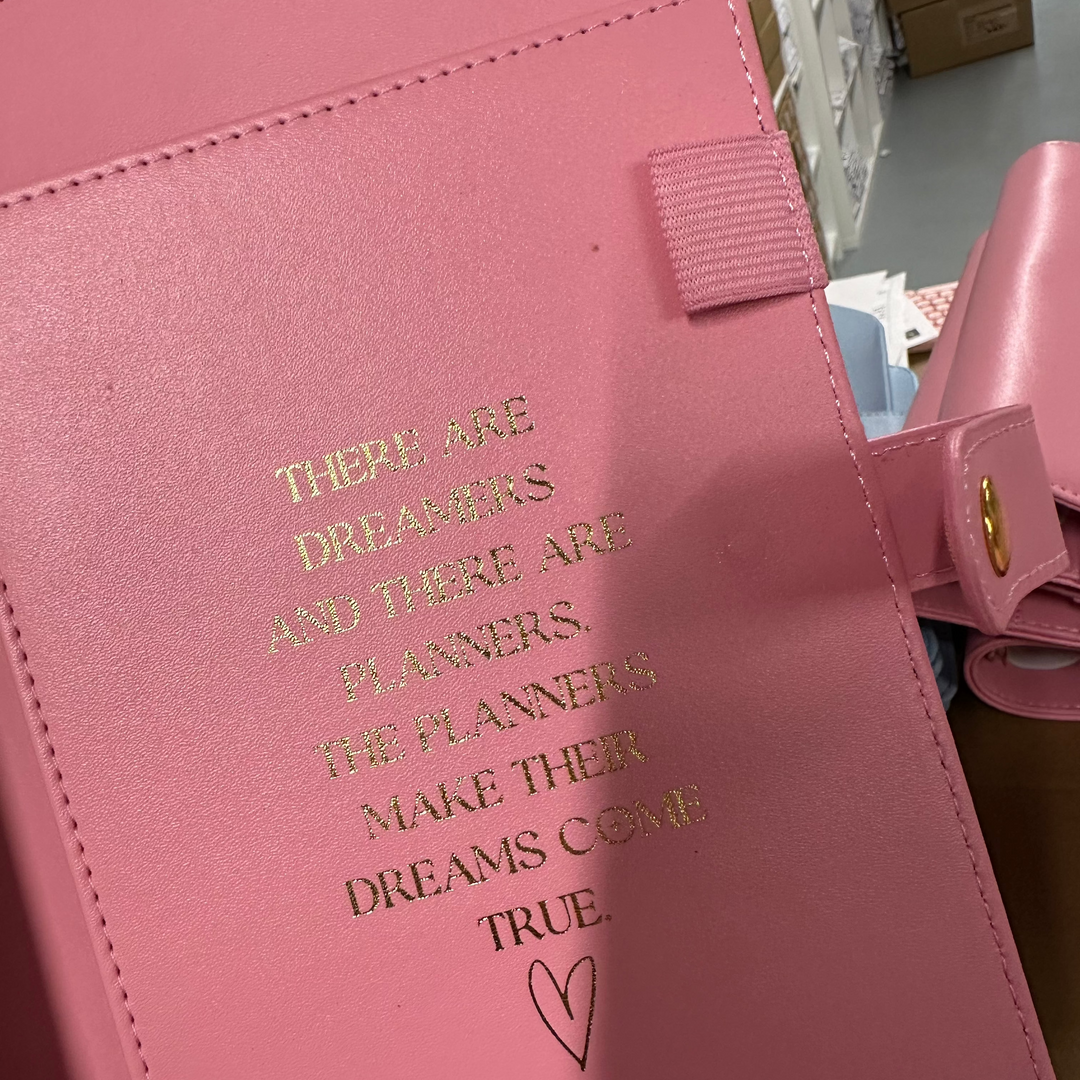 THERE ARE
DREAMERS
AND THERE ARE
PLANNERS.
THE PLANNERS
MAKE THEIR
DREAMS COME
TRUE.